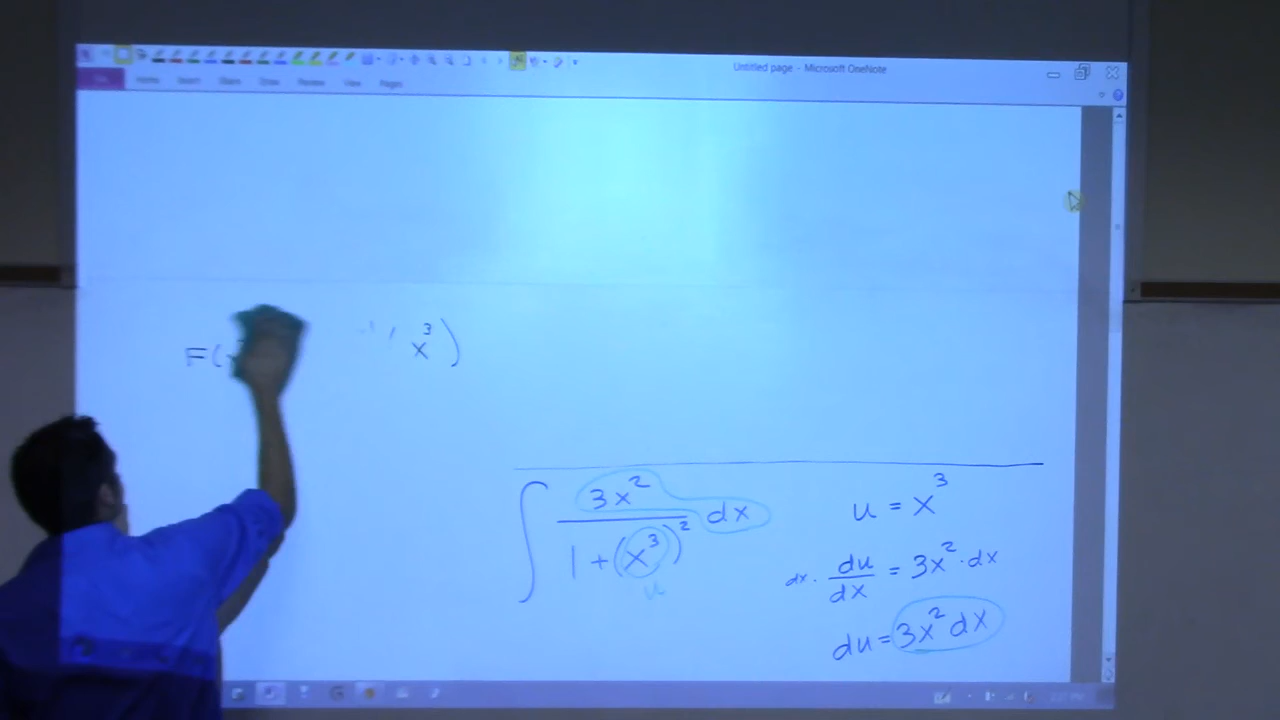 Untitled page - Microsoft OneNote
Home Insert Share Draw Review View Pages
F( x³ )
∫ 3x² / 1 + (x³)² dx
u
u = x³
dx · du/dx = 3x² · dx
du = 3x² dx